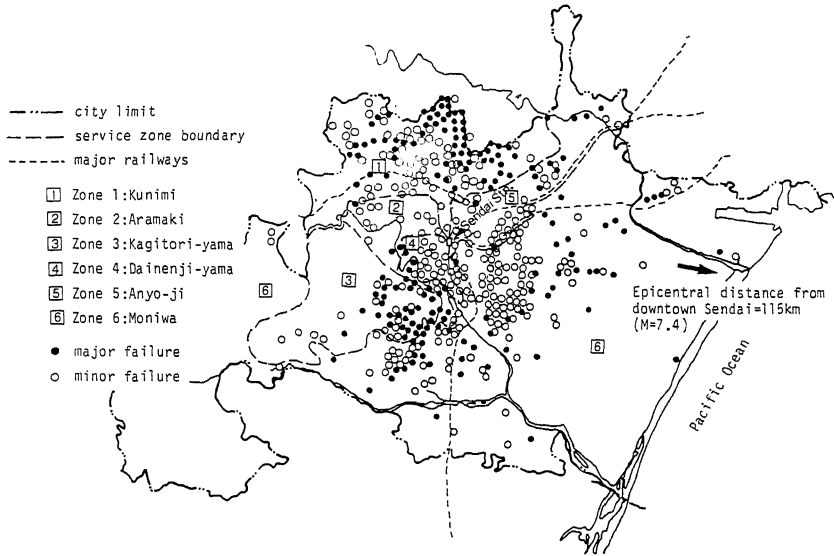 city limit
service zone boundary
major railways
1 Zone 1:Kunimi
2 Zone 2:Aramaki
3 Zone 3:Kagitori-yama
4 Zone 4:Dainenji-yama
5 Zone 5:Anyo-ji
6 Zone 6:Moniwa
major failure
minor failure
1
2
Sendai St.
5
4
3
6
6
Epicentral distance from
downtown Sendai=115km
(M=7.4)
Pacific Ocean